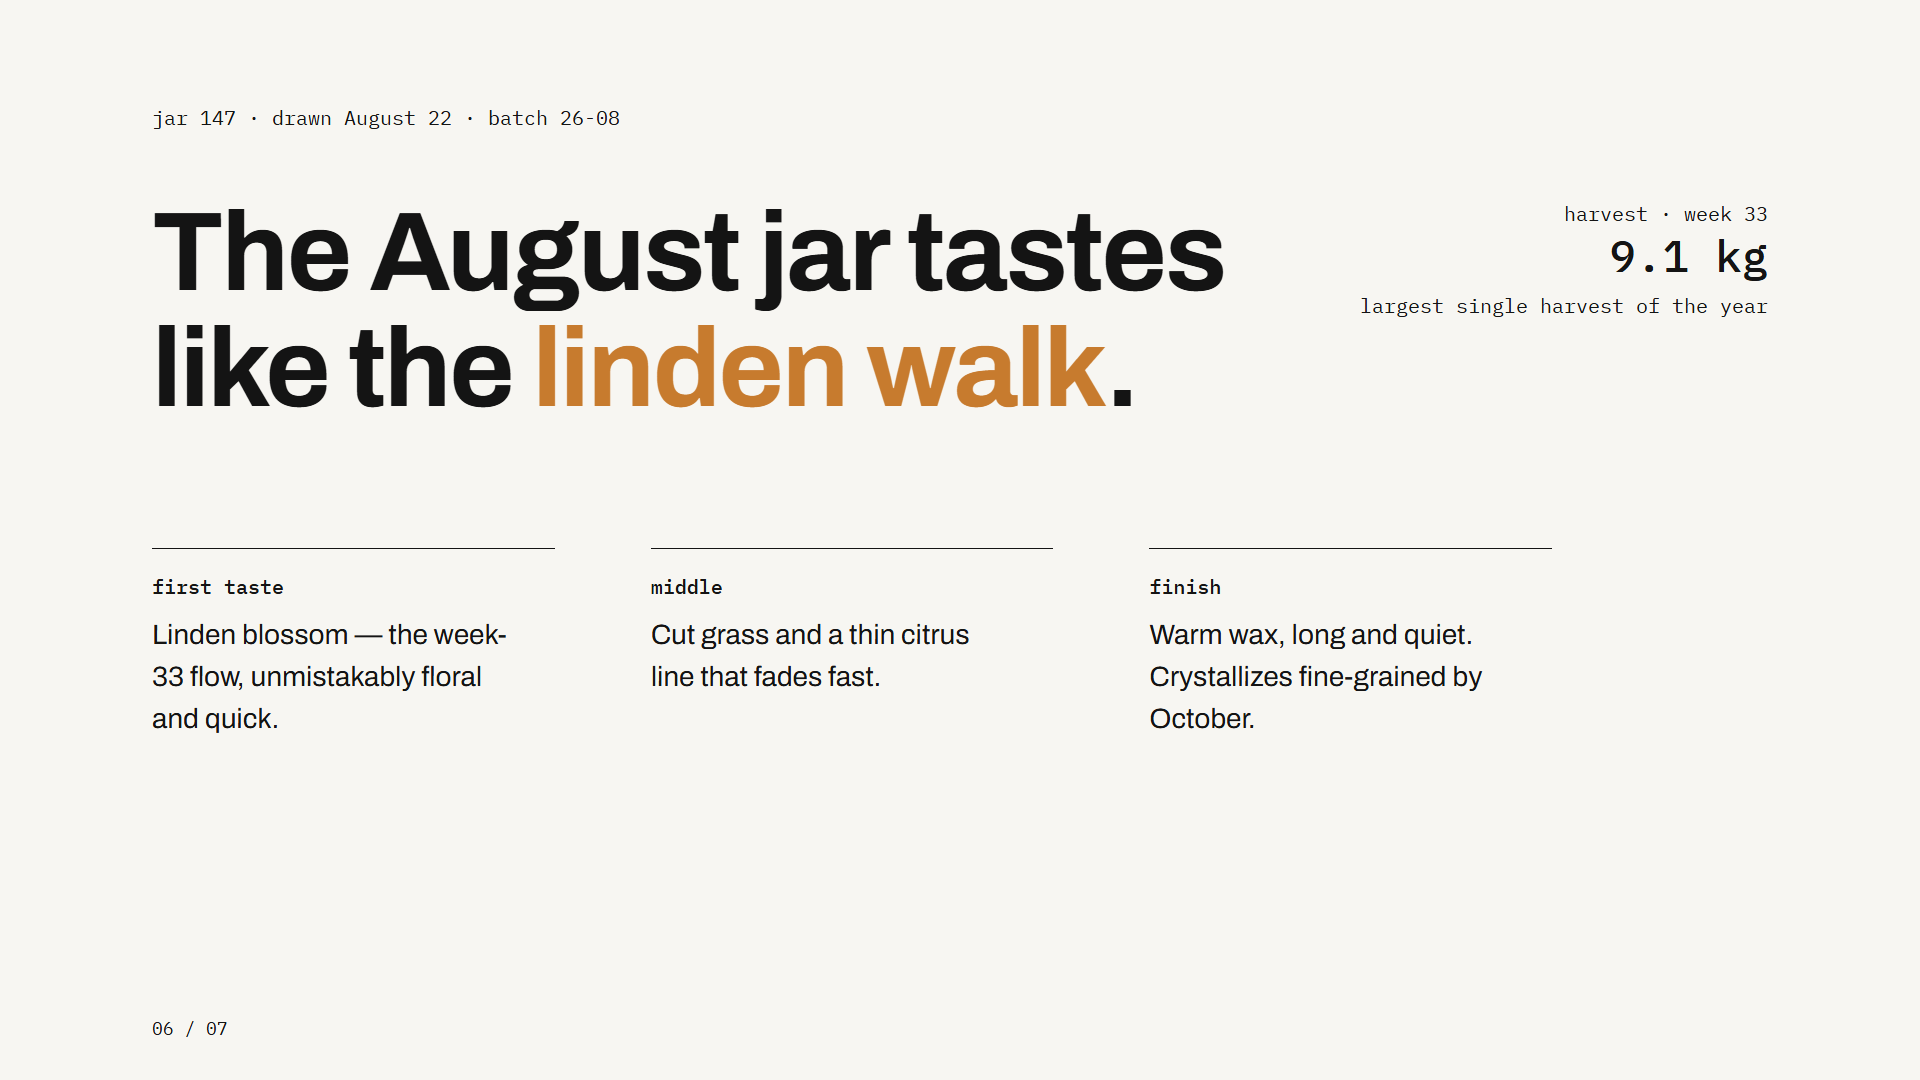 jar 147 · drawn August 22 · batch 26-08
The August jar tastes
like the linden walk.
harvest · week 33
9.1 kg
largest single harvest of the year
first taste
Linden blossom — the week-
33 flow, unmistakably floral
and quick.
middle
Cut grass and a thin citrus
line that fades fast.
finish
Warm wax, long and quiet.
Crystallizes fine-grained by
October.
06 / 07